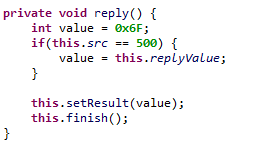 private void reply() {
    int value = 0x6F;
    if(this.src == 500) {
        value = this.replyValue;
    }

    this.setResult(value);
    this.finish();
}